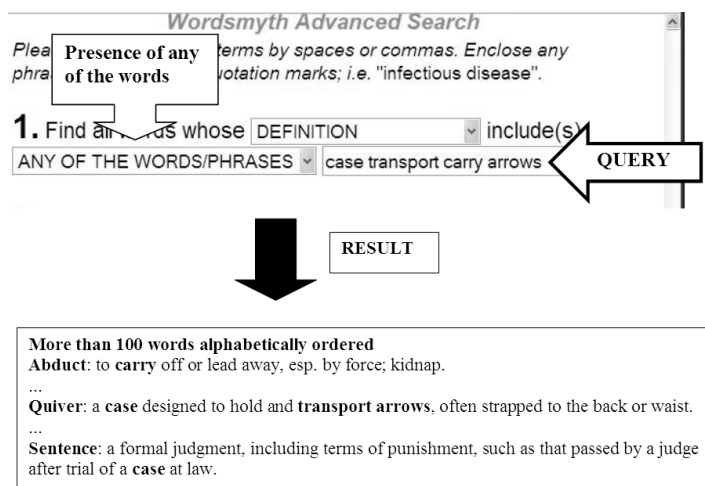 Wordsmyth Advanced Search
Plea terms by spaces or commas. Enclose any
phra uotation marks; i.e. "infectious disease".
Presence of any
of the words
1. Find all words whose DEFINITION include(s)
ANY OF THE WORDS/PHRASES case transport carry arrows
QUERY
RESULT
More than 100 words alphabetically ordered
Abduct: to carry off or lead away, esp. by force; kidnap.
...
Quiver: a case designed to hold and transport arrows, often strapped to the back or waist.
...
Sentence: a formal judgment, including terms of punishment, such as that passed by a judge
after trial of a case at law.